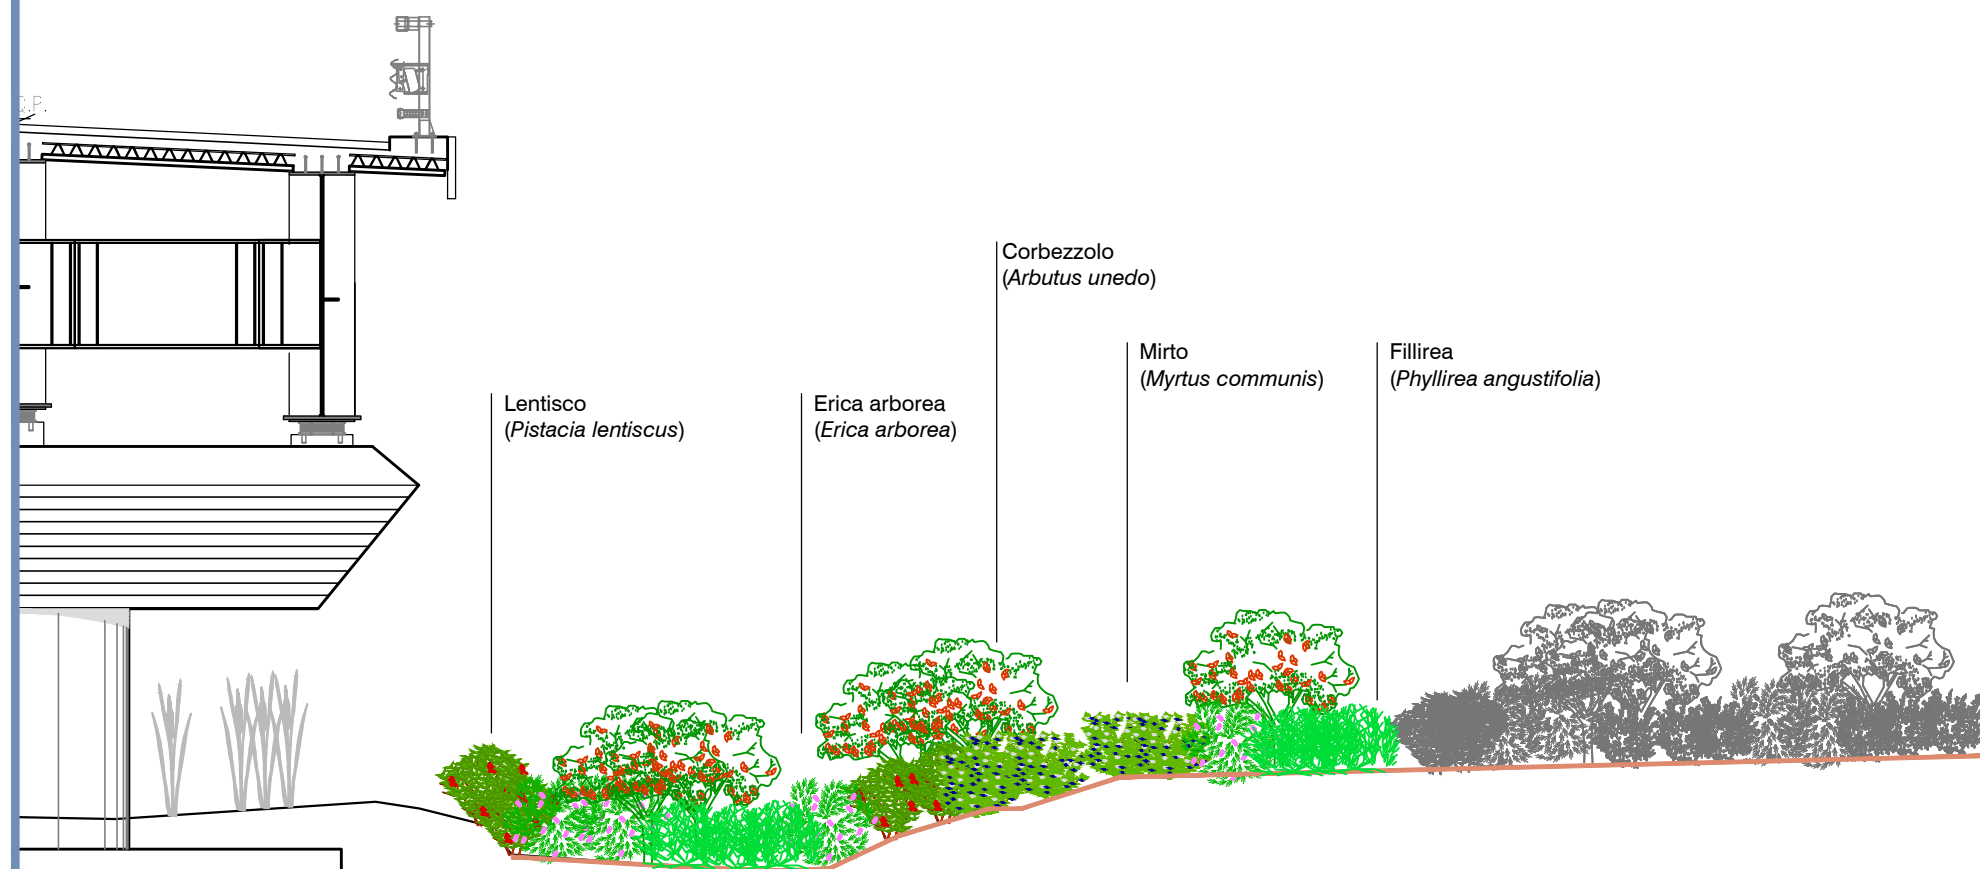 Q.P.
Corbezzolo
(Arbutus unedo)
Mirto
(Myrtus communis)
Fillirea
(Phyllirea angustifolia)
Lentisco
(Pistacia lentiscus)
Erica arborea
(Erica arborea)